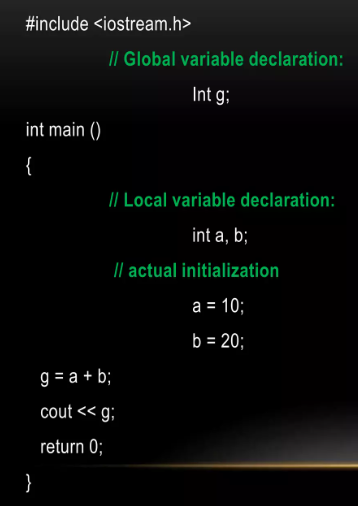 #include <iostream.h>
// Global variable declaration:
Int g;
int main ()
{
// Local variable declaration:
int a, b;
// actual initialization
a = 10;
b = 20;
g = a + b;
cout << g;
return 0;
}